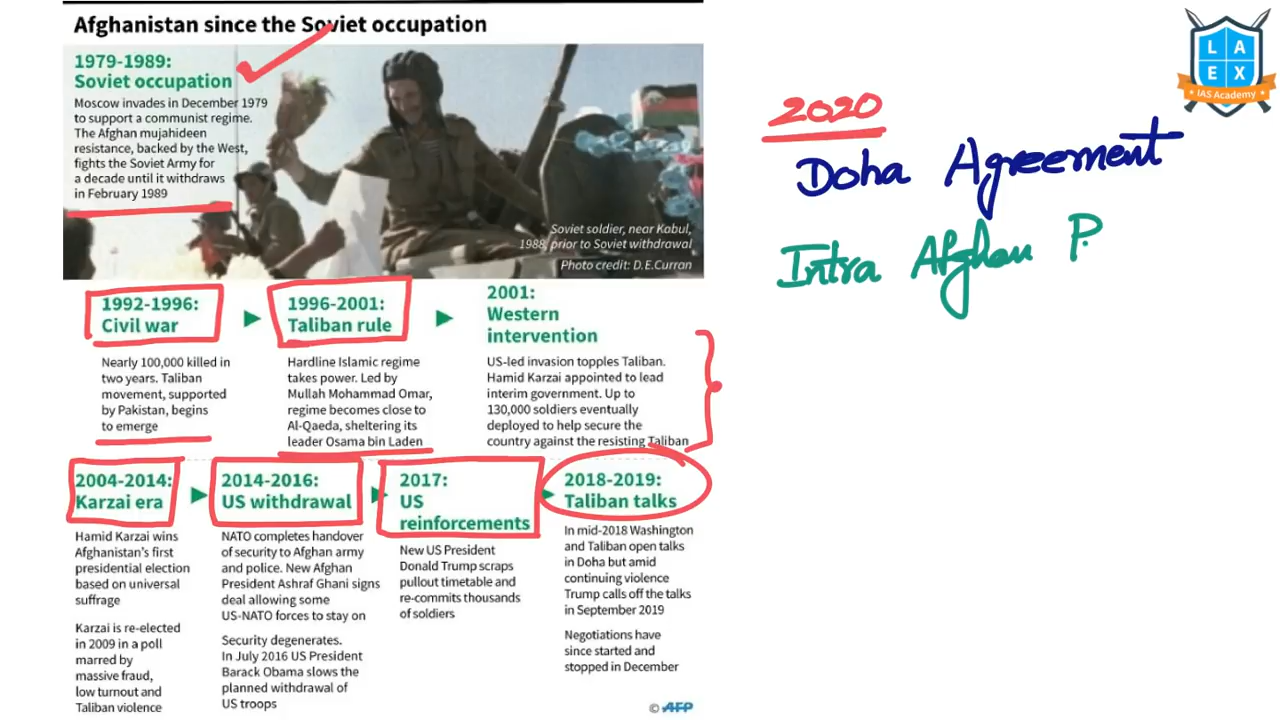 Afghanistan since the Soviet occupation
1979-1989:
Soviet occupation
Moscow invades in December 1979
to support a communist regime.
The Afghan mujahideen
resistance, backed by the West,
fights the Soviet Army for
a decade until it withdraws
in February 1989
Soviet soldier, near Kabul,
1988, prior to Soviet withdrawal
Photo credit: D.E.Curran
1992-1996:
Civil war
Nearly 100,000 killed in
two years. Taliban
movement, supported
by Pakistan, begins
to emerge
1996-2001:
Taliban rule
Hardline Islamic regime
takes power. Led by
Mullah Mohammad Omar,
regime becomes close to
Al-Qaeda, sheltering its
leader Osama bin Laden
2001:
Western
intervention
US-led invasion topples Taliban.
Hamid Karzai appointed to lead
interim government. Up to
130,000 soldiers eventually
deployed to help secure the
country against the resisting Taliban
2004-2014:
Karzai era
Hamid Karzai wins
Afghanistan's first
presidential election
based on universal
suffrage
Karzai is re-elected
in 2009 in a poll
marred by
massive fraud,
low turnout and
Taliban violence
2014-2016:
US withdrawal
NATO completes handover
of security to Afghan army
and police. New Afghan
President Ashraf Ghani signs
deal allowing some
US-NATO forces to stay on
Security degenerates.
In July 2016 US President
Barack Obama slows the
planned withdrawal of
US troops
2017:
US
reinforcements
New US President
Donald Trump scraps
pullout timetable and
re-commits thousands
of soldiers
2018-2019:
Taliban talks
In mid-2018 Washington
and Taliban open talks
in Doha but amid
continuing violence
Trump calls off the talks
in September 2019
Negotiations have
since started and
stopped in December
© AFP
2020
Doha Agreement
Intra Afghan P.
L A
E X
IAS Academy